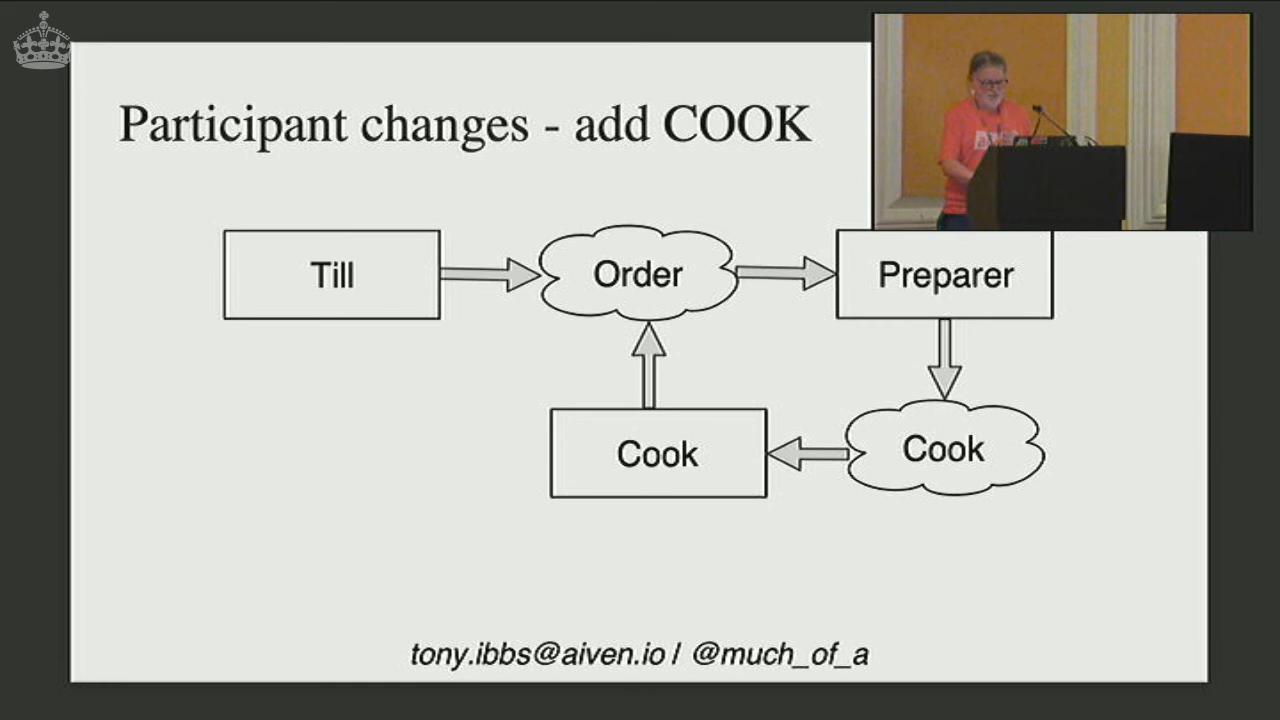 Participant changes - add COOK
Till
Order
Preparer
Cook
Cook
tony.ibbs@aiven.io / @much_of_a